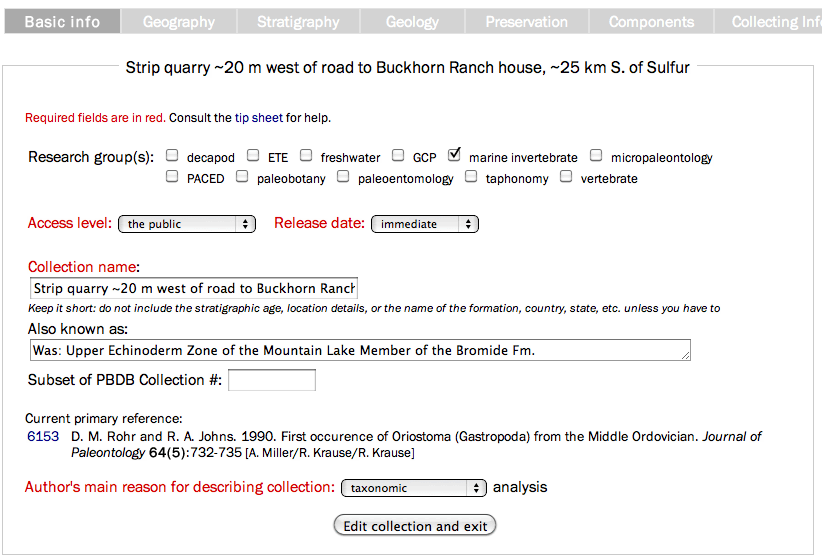 Basic info Geography Stratigraphy Geology Preservation Components Collecting Inf
Strip quarry ~20 m west of road to Buckhorn Ranch house, ~25 km S. of Sulfur
Required fields are in red. Consult the tip sheet for help.
Research group(s): decapod ETE freshwater GCP marine invertebrate micropaleontology
PACED paleobotany paleoentomology taphonomy vertebrate
Access level: the public Release date: immediate
Collection name:
Strip quarry ~20 m west of road to Buckhorn Ranch
Keep it short: do not include the stratigraphic age, location details, or the name of the formation, country, state, etc. unless you have to
Also known as:
Was: Upper Echinoderm Zone of the Mountain Lake Member of the Bromide Fm.
Subset of PBDB Collection #:
Current primary reference:
6153 D. M. Rohr and R. A. Johns. 1990. First occurence of Oriostoma (Gastropoda) from the Middle Ordovician. Journal of
Paleontology 64(5):732-735 [A. Miller/R. Krause/R. Krause]
Author's main reason for describing collection: taxonomic analysis
Edit collection and exit